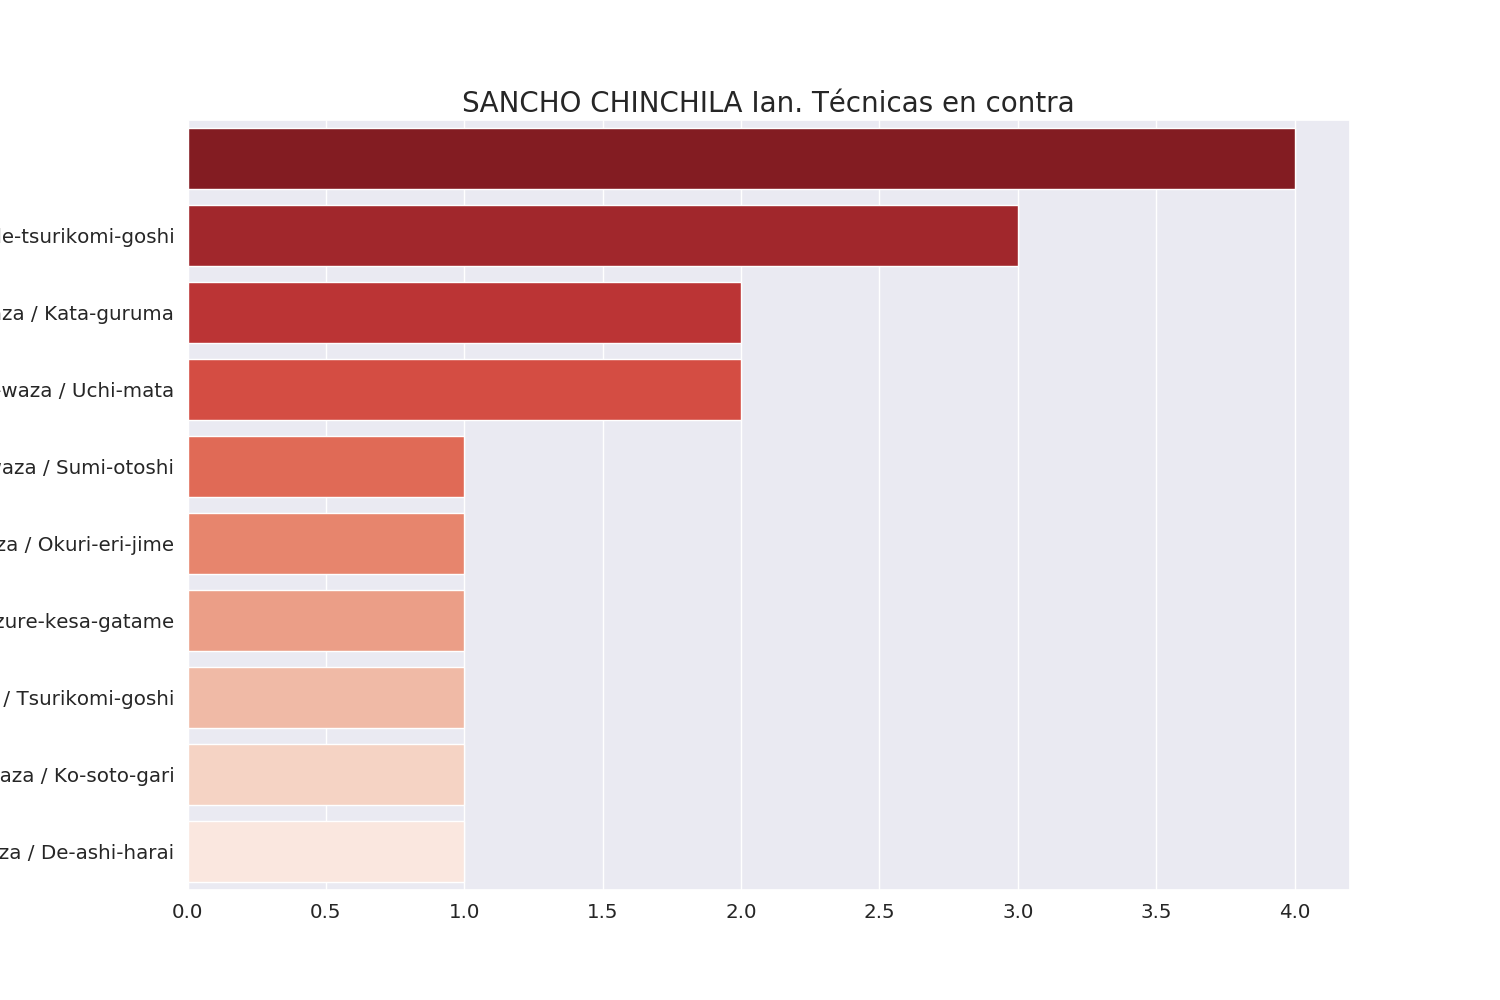 SANCHO CHINCHILA Ian. Técnicas en contra
le-tsurikomi-goshi
za / Kata-guruma
-waza / Uchi-mata
aza / Sumi-otoshi
za / Okuri-eri-jime
zure-kesa-gatame
/ Tsurikomi-goshi
aza / Ko-soto-gari
za / De-ashi-harai
0.0 0.5 1.0 1.5 2.0 2.5 3.0 3.5 4.0